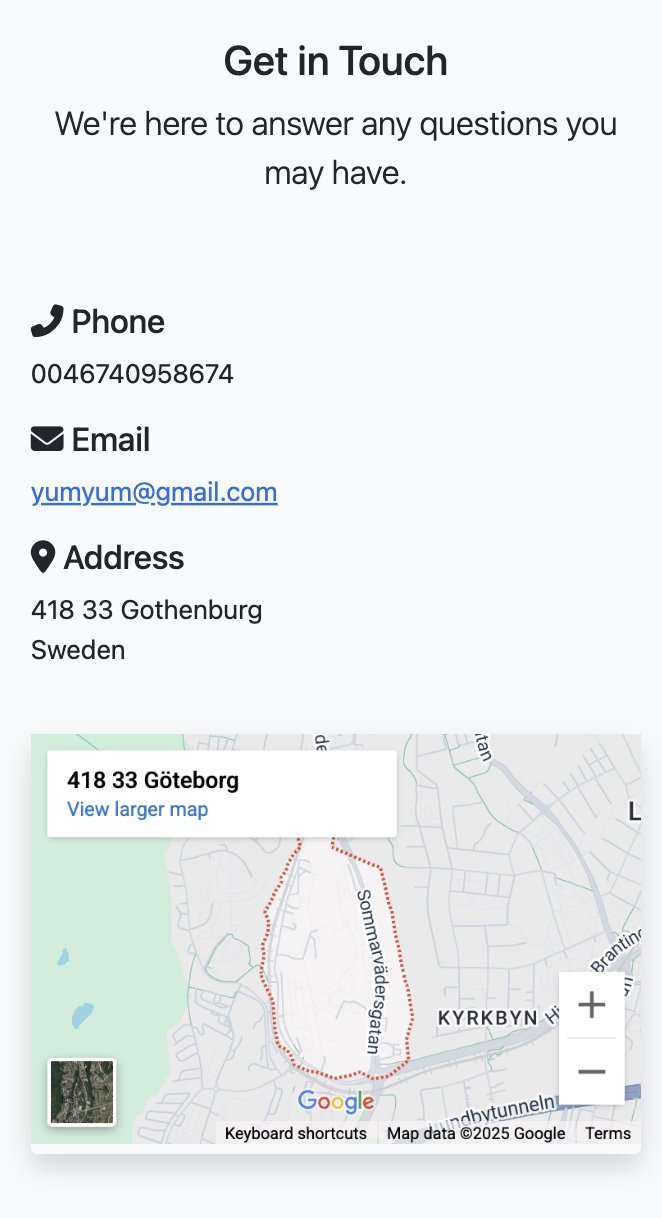 Get in Touch
We're here to answer any questions you
may have.
Phone
0046740958674
Email
yumyum@gmail.com
Address
418 33 Gothenburg
Sweden
418 33 Göteborg
View larger map
Sommarvädersgatan
KYRKBYN
Google
Keyboard shortcuts
Map data ©2025 Google
Terms